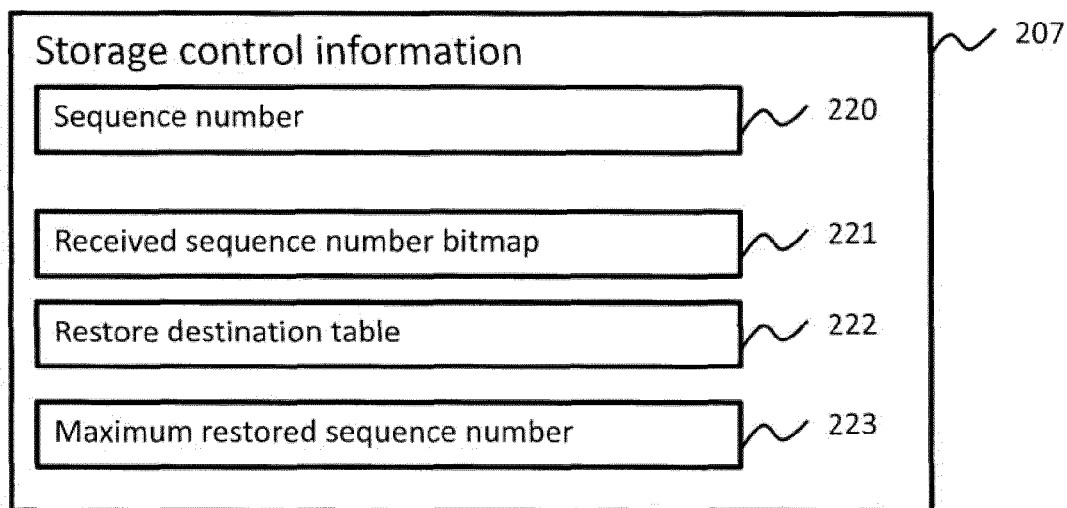 Storage control information
207
Sequence number
220
Received sequence number bitmap
221
Restore destination table
222
Maximum restored sequence number
223